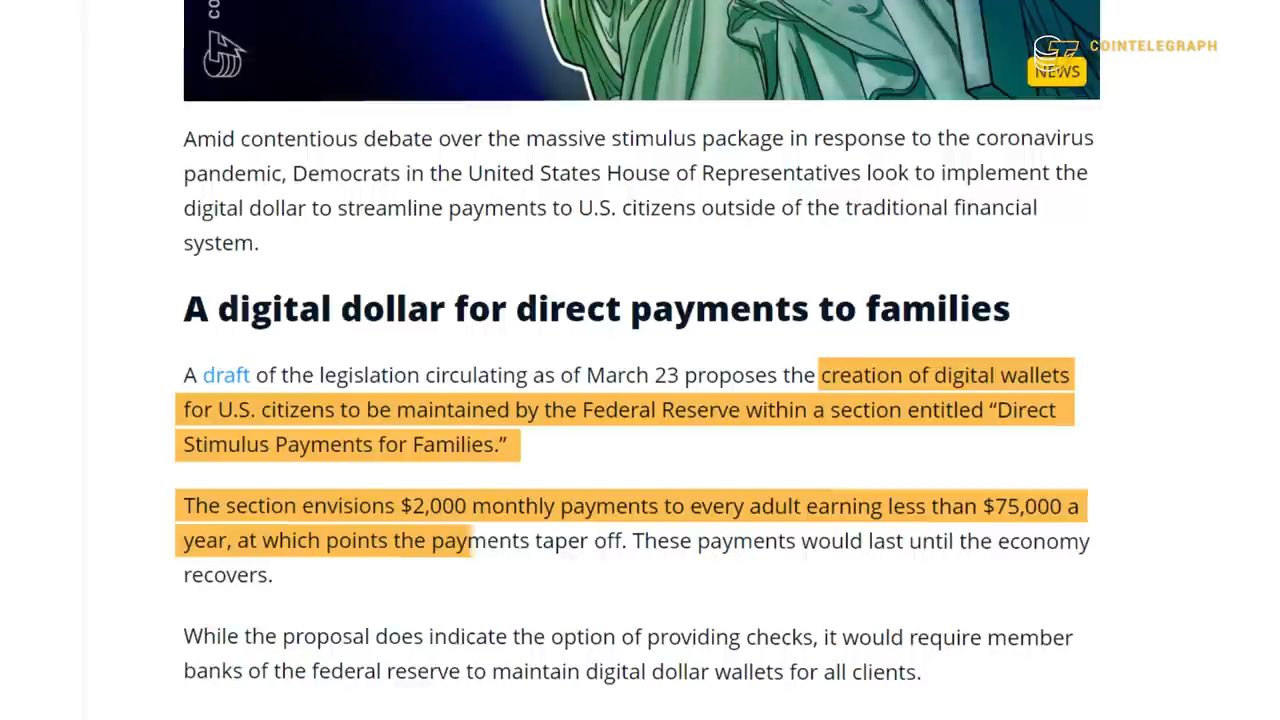 CO
COINTELEGRAPH
NEWS
Amid contentious debate over the massive stimulus package in response to the coronavirus
pandemic, Democrats in the United States House of Representatives look to implement the
digital dollar to streamline payments to U.S. citizens outside of the traditional financial
system.
A digital dollar for direct payments to families
A draft of the legislation circulating as of March 23 proposes the creation of digital wallets
for U.S. citizens to be maintained by the Federal Reserve within a section entitled “Direct
Stimulus Payments for Families.”
The section envisions $2,000 monthly payments to every adult earning less than $75,000 a
year, at which points the payments taper off. These payments would last until the economy
recovers.
While the proposal does indicate the option of providing checks, it would require member
banks of the federal reserve to maintain digital dollar wallets for all clients.